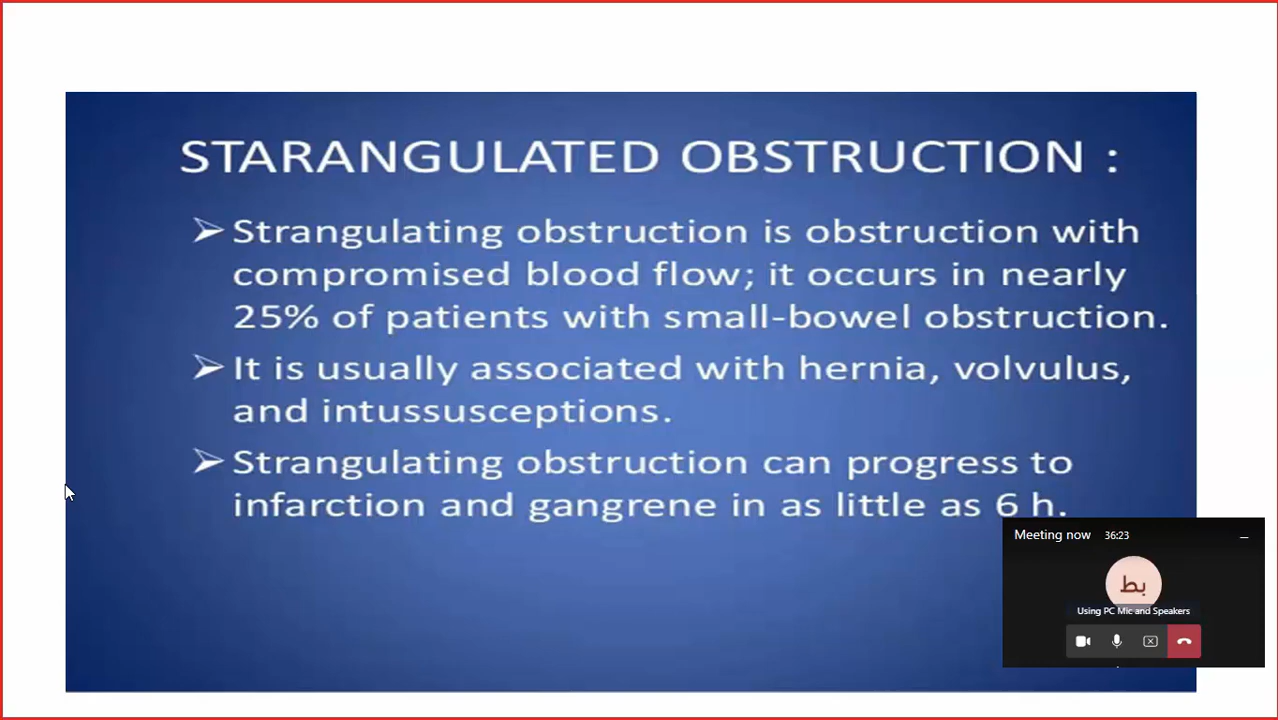 STARANGULATED OBSTRUCTION :
➢ Strangulating obstruction is obstruction with
compromised blood flow; it occurs in nearly
25% of patients with small-bowel obstruction.
➢ It is usually associated with hernia, volvulus,
and intussusceptions.
➢ Strangulating obstruction can progress to
infarction and gangrene in as little as 6 h.
Meeting now 36:23
بط
Using PC Mic and Speakers